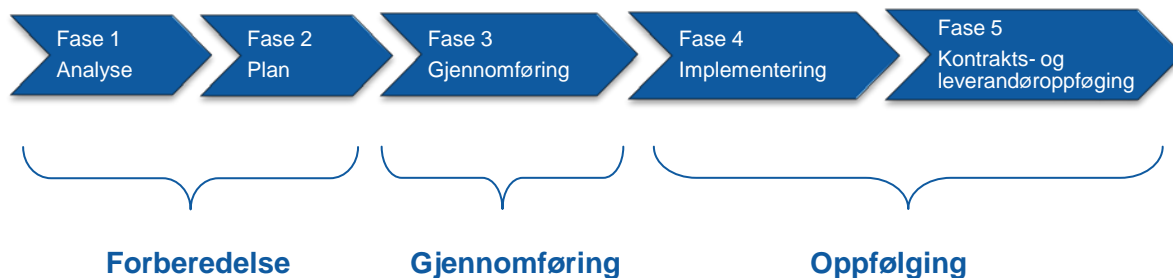 Fase 1
Analyse
Fase 2
Plan
Fase 3
Gjennomføring
Fase 4
Implementering
Fase 5
Kontrakts- og
leverandøroppføging
Forberedelse
Gjennomføring
Oppfølging